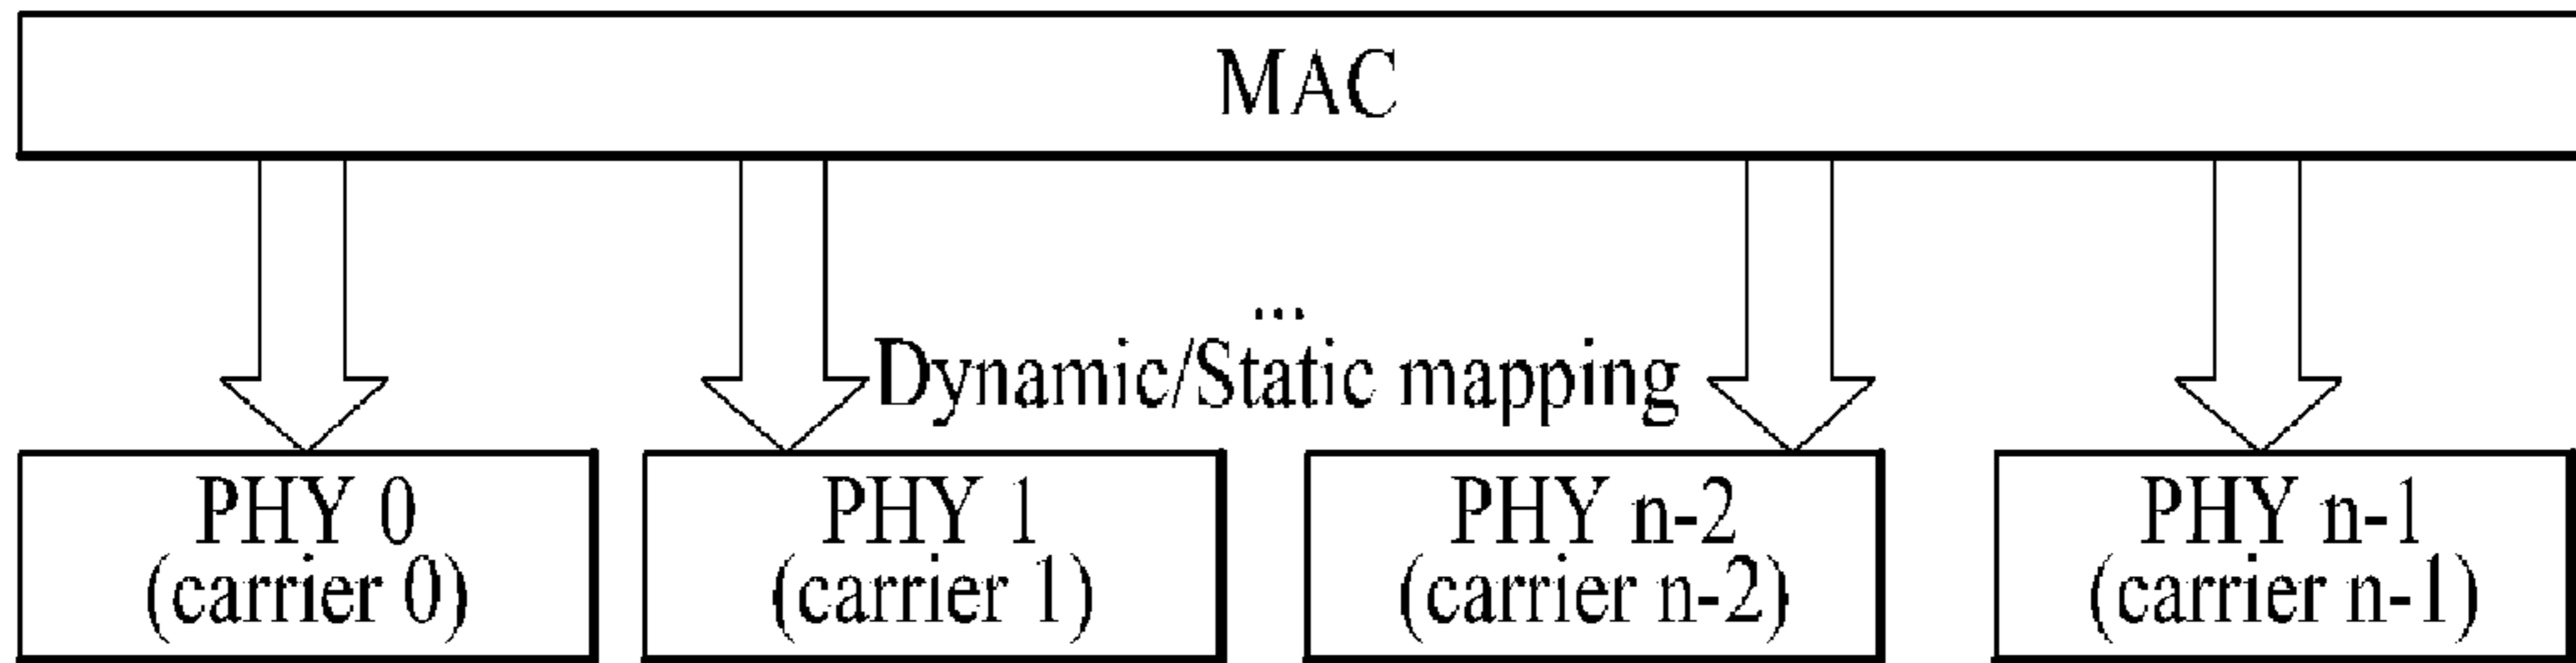 MAC
...
Dynamic/Static mapping
PHY 0
(carrier 0)
PHY 1
(carrier 1)
PHY n-2
(carrier n-2)
PHY n-1
(carrier n-1)